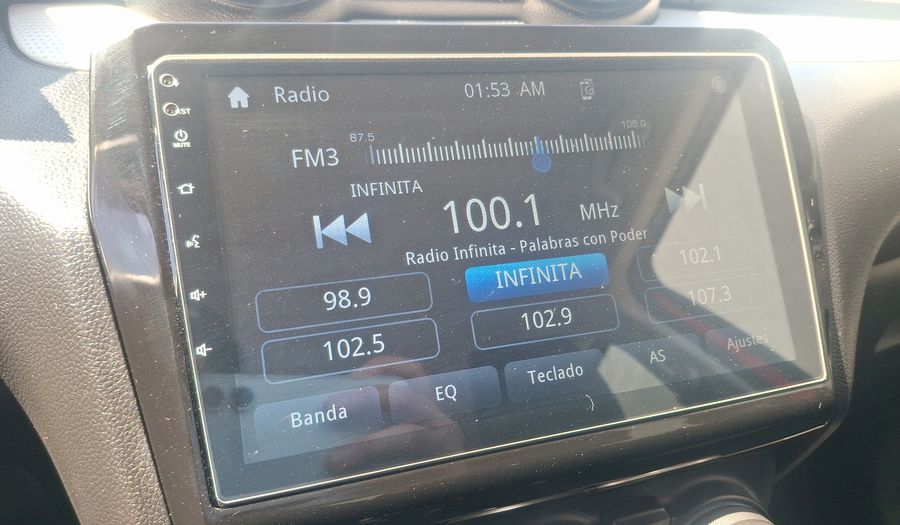 Radio 01:53 AM
87.5 108.0
FM3
INFINITA
100.1 MHz
Radio Infinita - Palabras con Poder
98.9 INFINITA 102.1
102.5 102.9 107.3
Banda EQ Teclado AS Ajustes
MUTE